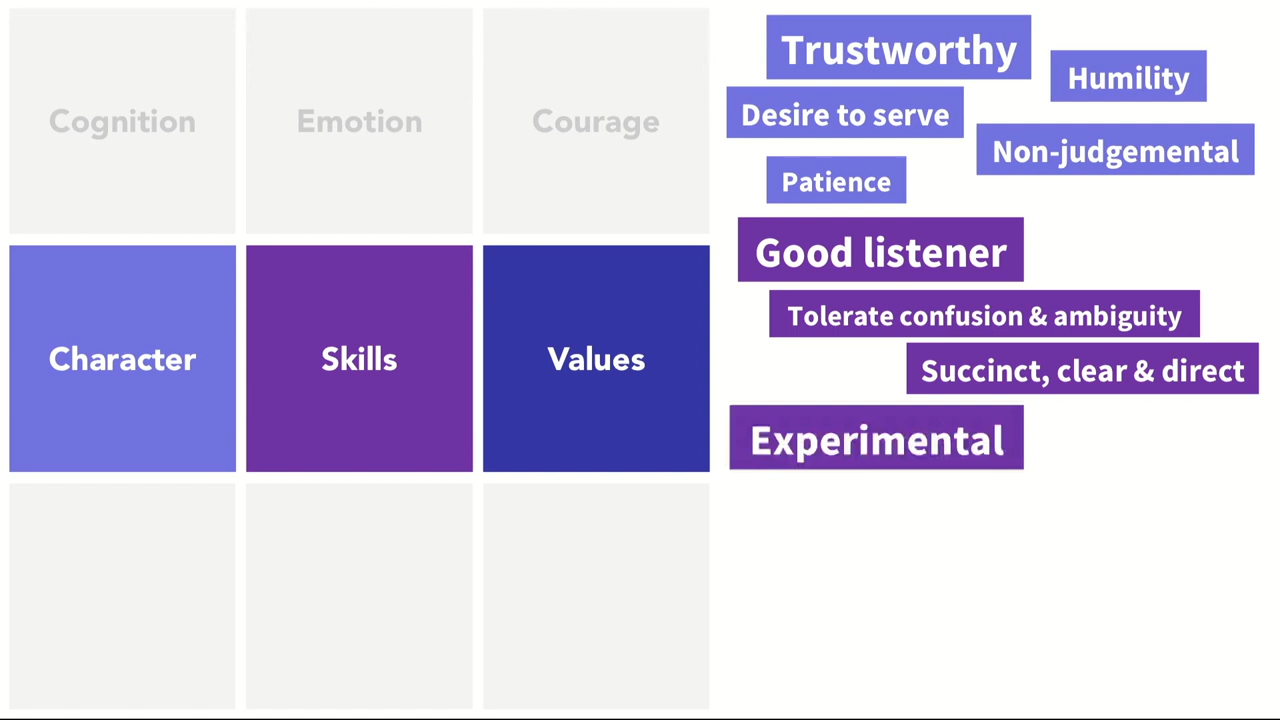 Cognition
Emotion
Courage
Character
Skills
Values
Trustworthy
Humility
Desire to serve
Non-judgemental
Patience
Good listener
Tolerate confusion & ambiguity
Succinct, clear & direct
Experimental